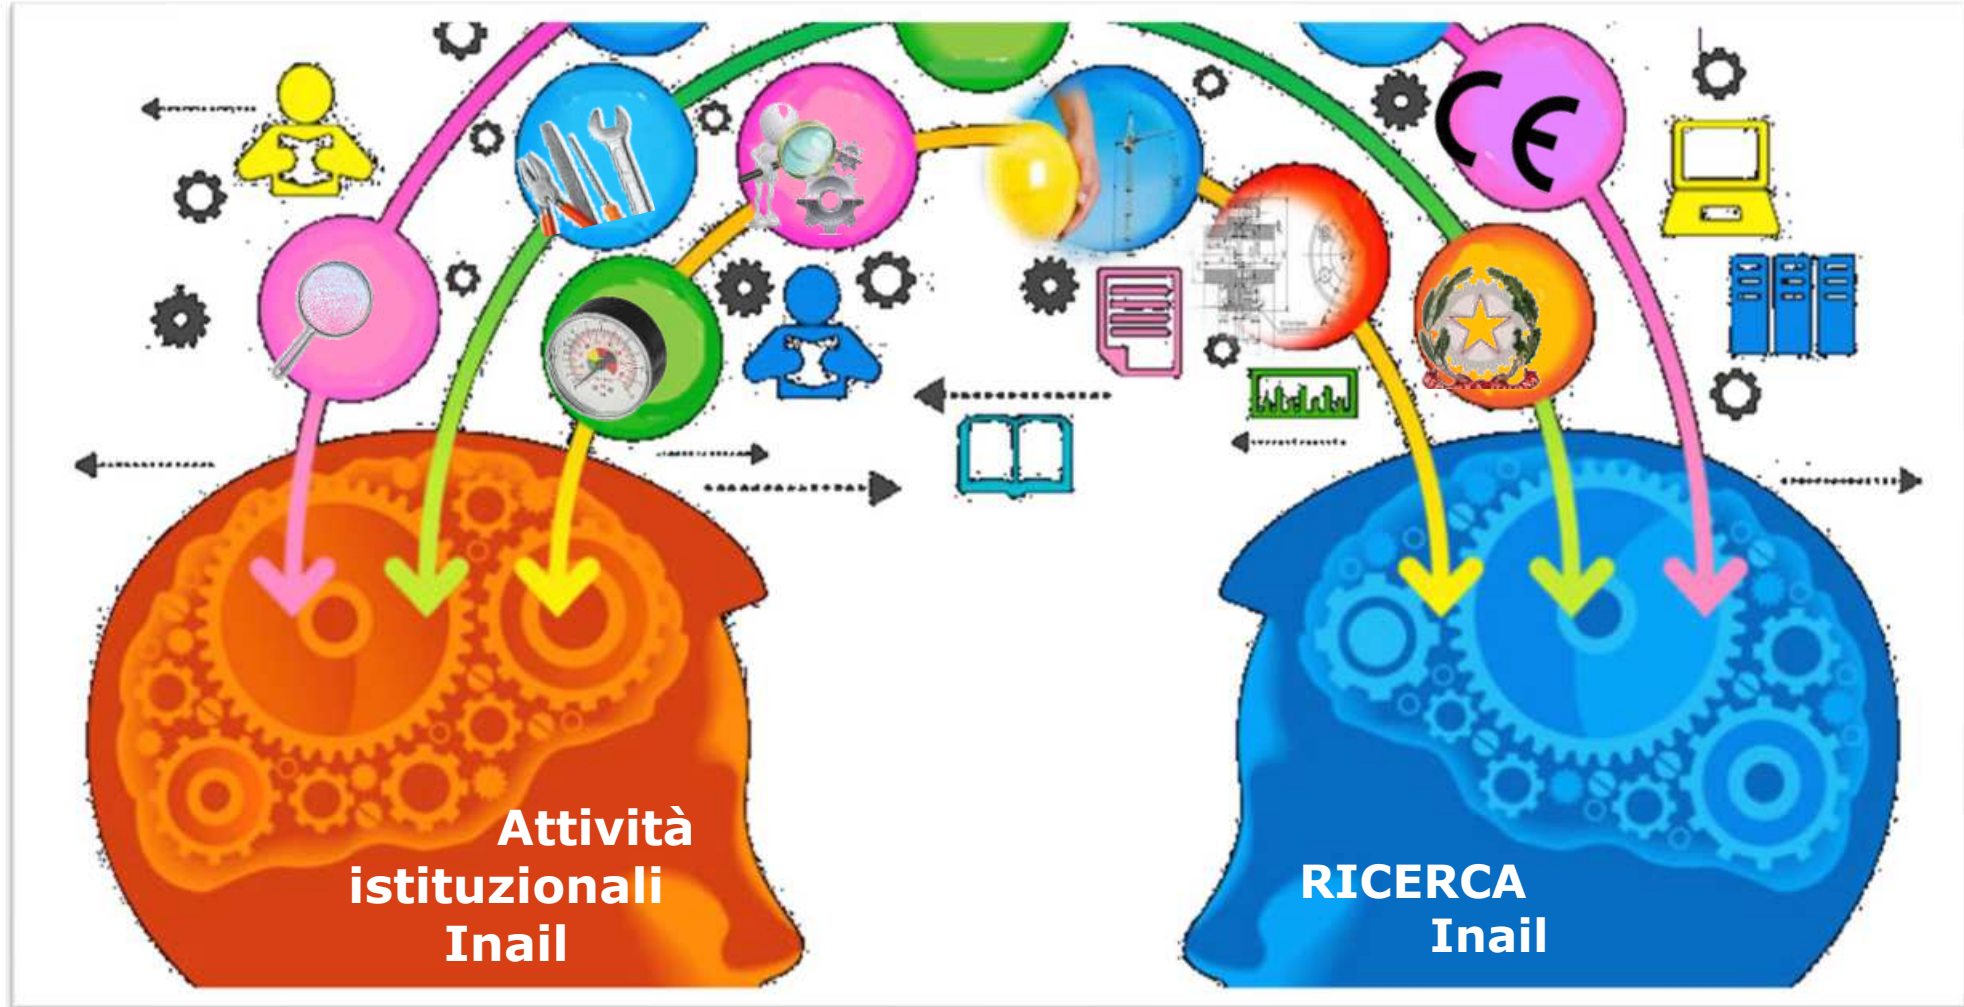 CE
Attività
istituzionali
Inail
RICERCA
Inail